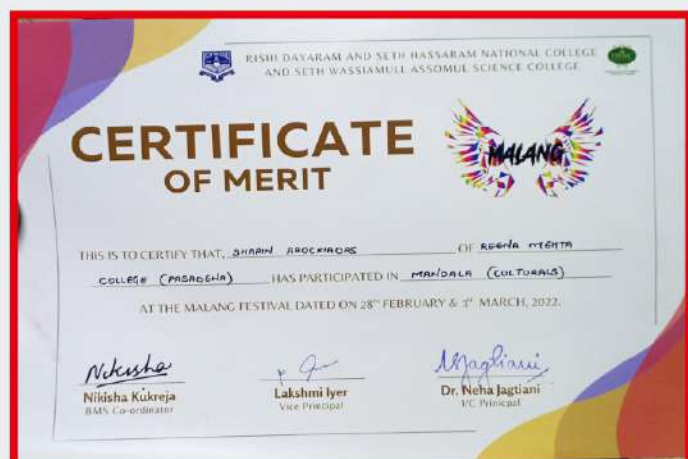 RISHI DAYARAM AND SETH HASSARAM NATIONAL COLLEGE
AND SETH WASSIAMULL ASSOMUL SCIENCE COLLEGE
CERTIFICATE
OF MERIT
MALANG
THIS IS TO CERTIFY THAT, SHARIN AROCKIADAS OF REENA MEHTA
COLLEGE (PASADENA) HAS PARTICIPATED IN MANDALA (CULTURALS)
AT THE MALANG FESTIVAL DATED ON 28TH FEBRUARY & 1ST MARCH, 2022.
Nikisha
Nikisha Kukreja
BMS Co-ordinator
Lakshmi Iyer
Vice Principal
NJagtiani
Dr. Neha Jagtiani
I/C Prinicpal